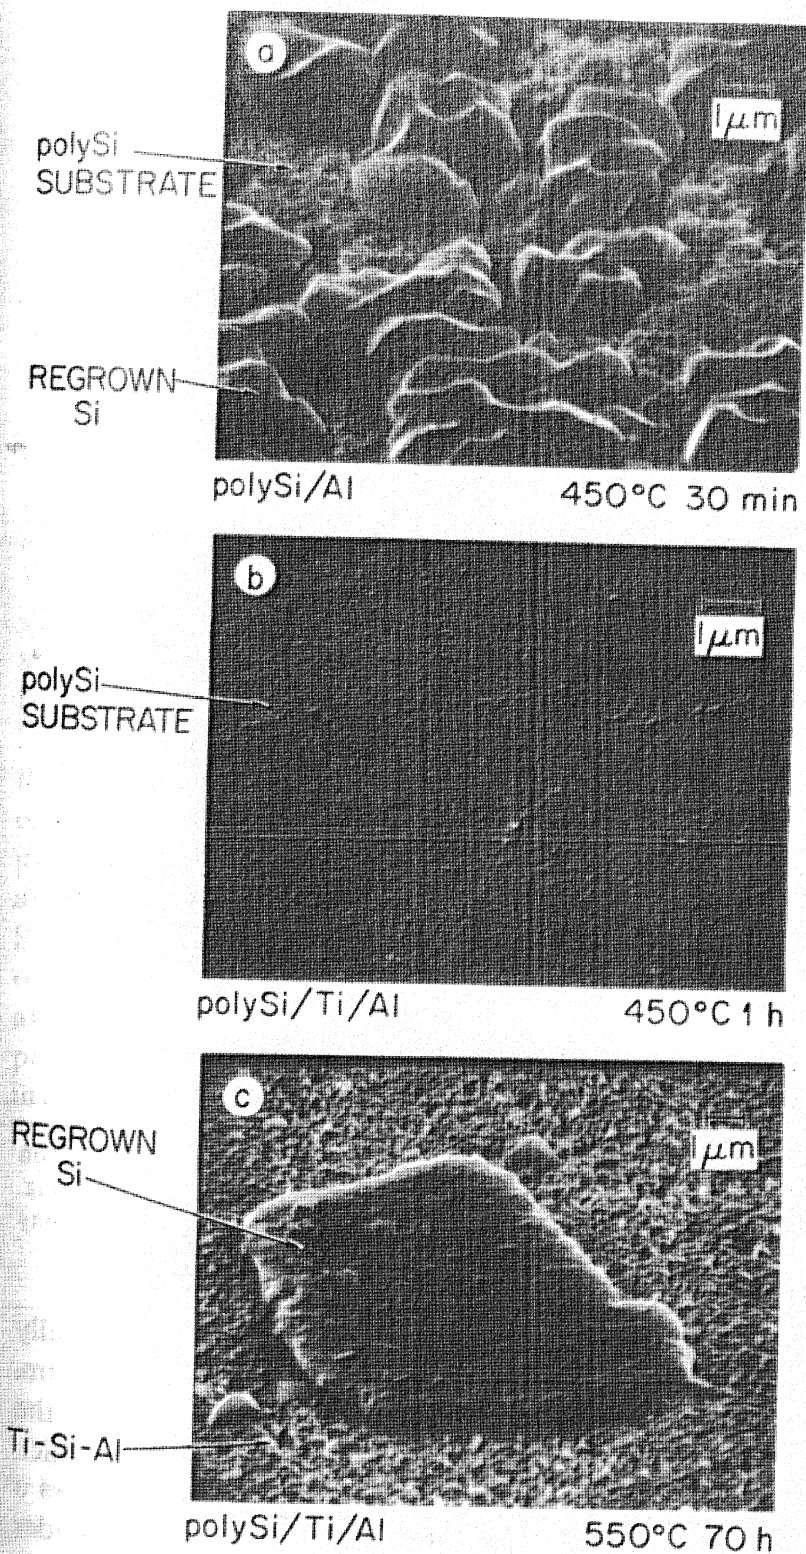 a
1μm
polySi
SUBSTRATE
REGROWN
Si
polySi/Al 450°C 30 min
b
1μm
polySi
SUBSTRATE
polySi/Ti/Al 450°C 1 h
c
REGROWN
Si
1μm
Ti-Si-Al
polySi/Ti/Al 550°C 70 h